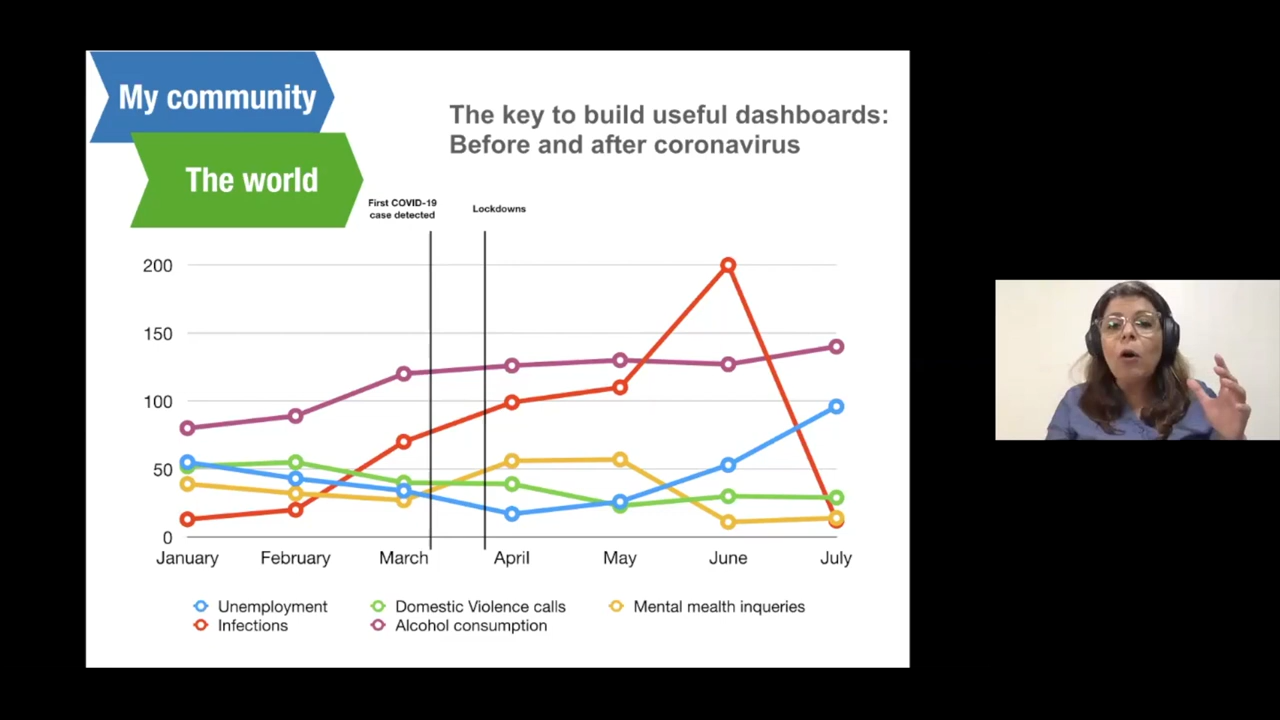 My community
The key to build useful dashboards:
Before and after coronavirus
The world
First COVID-19
case detected
Lockdowns
200
150
100
50
0
January February March April May June July
Unemployment Domestic Violence calls Mental mealth inqueries
Infections Alcohol consumption